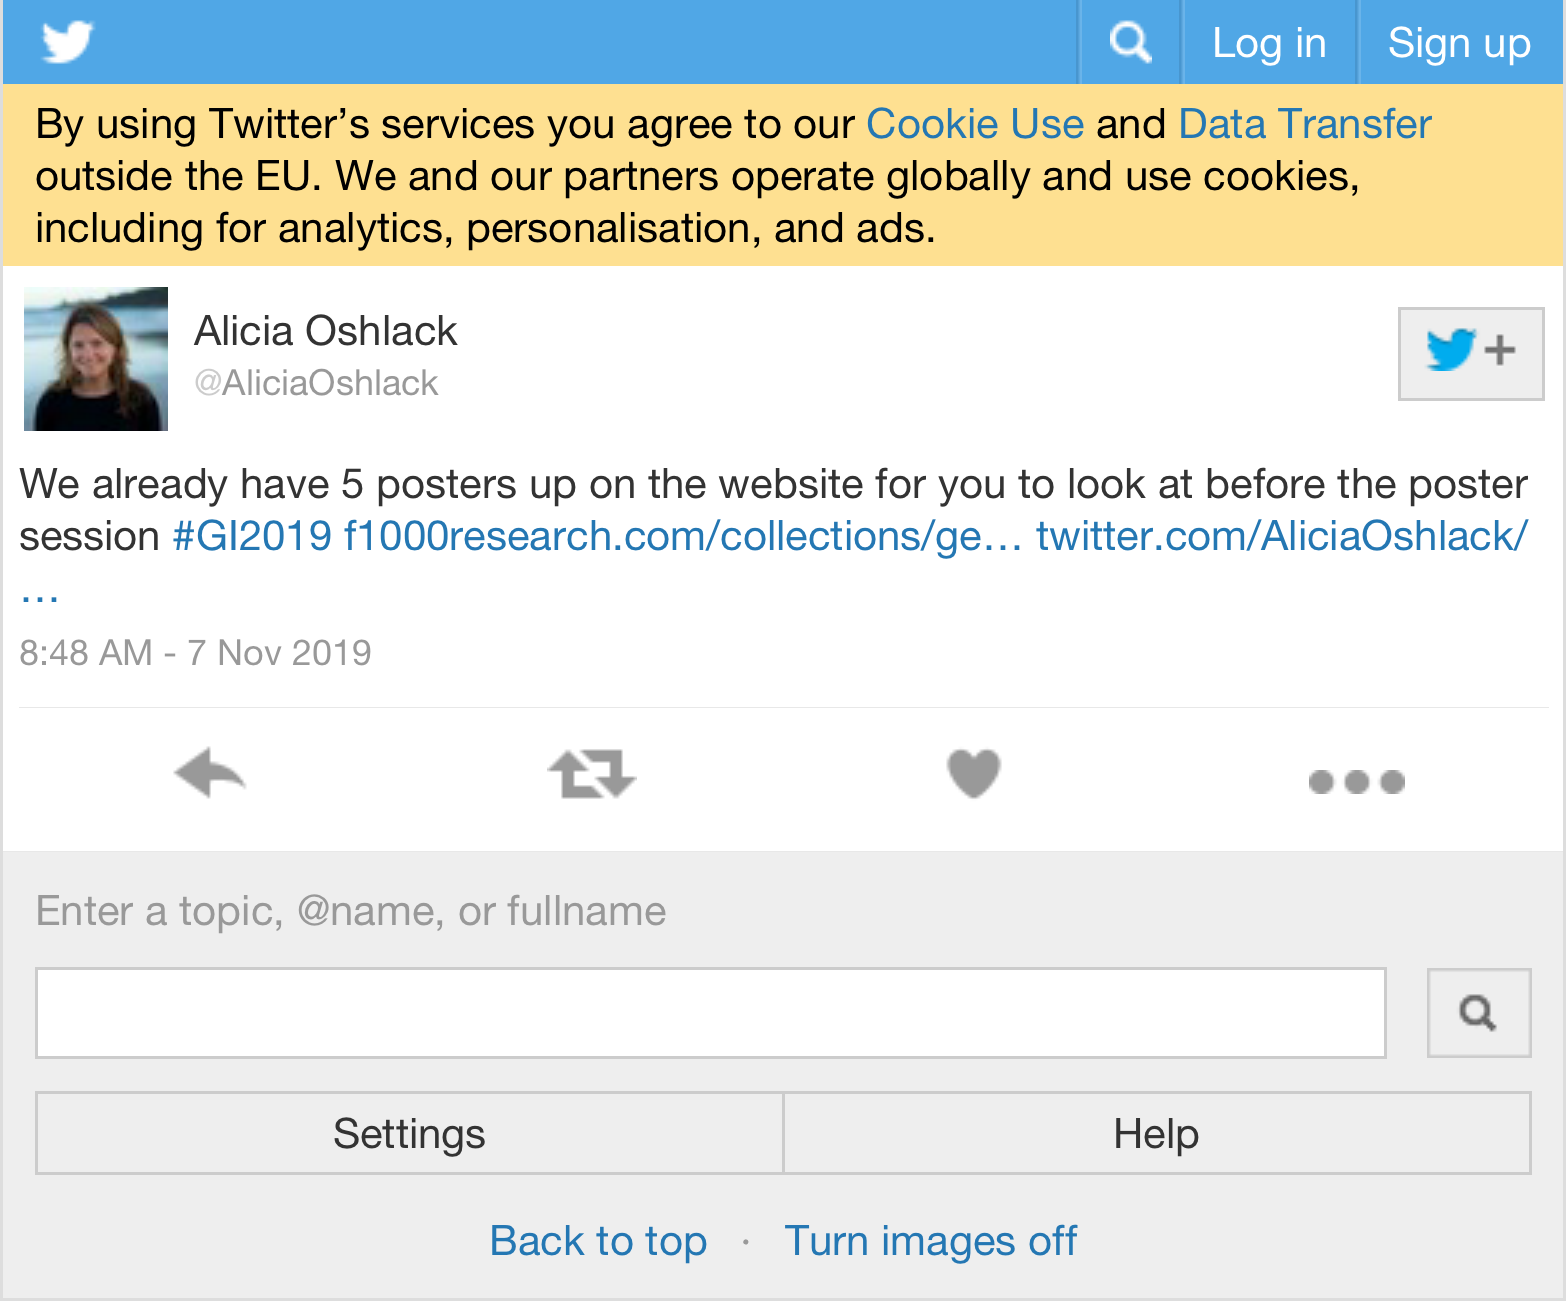 Log in
Sign up
By using Twitter’s services you agree to our Cookie Use and Data Transfer
outside the EU. We and our partners operate globally and use cookies,
including for analytics, personalisation, and ads.
Alicia Oshlack
@AliciaOshlack
+
We already have 5 posters up on the website for you to look at before the poster
session #GI2019 f1000research.com/collections/ge… twitter.com/AliciaOshlack/
…
8:48 AM - 7 Nov 2019
Enter a topic, @name, or fullname
Settings
Help
Back to top · Turn images off